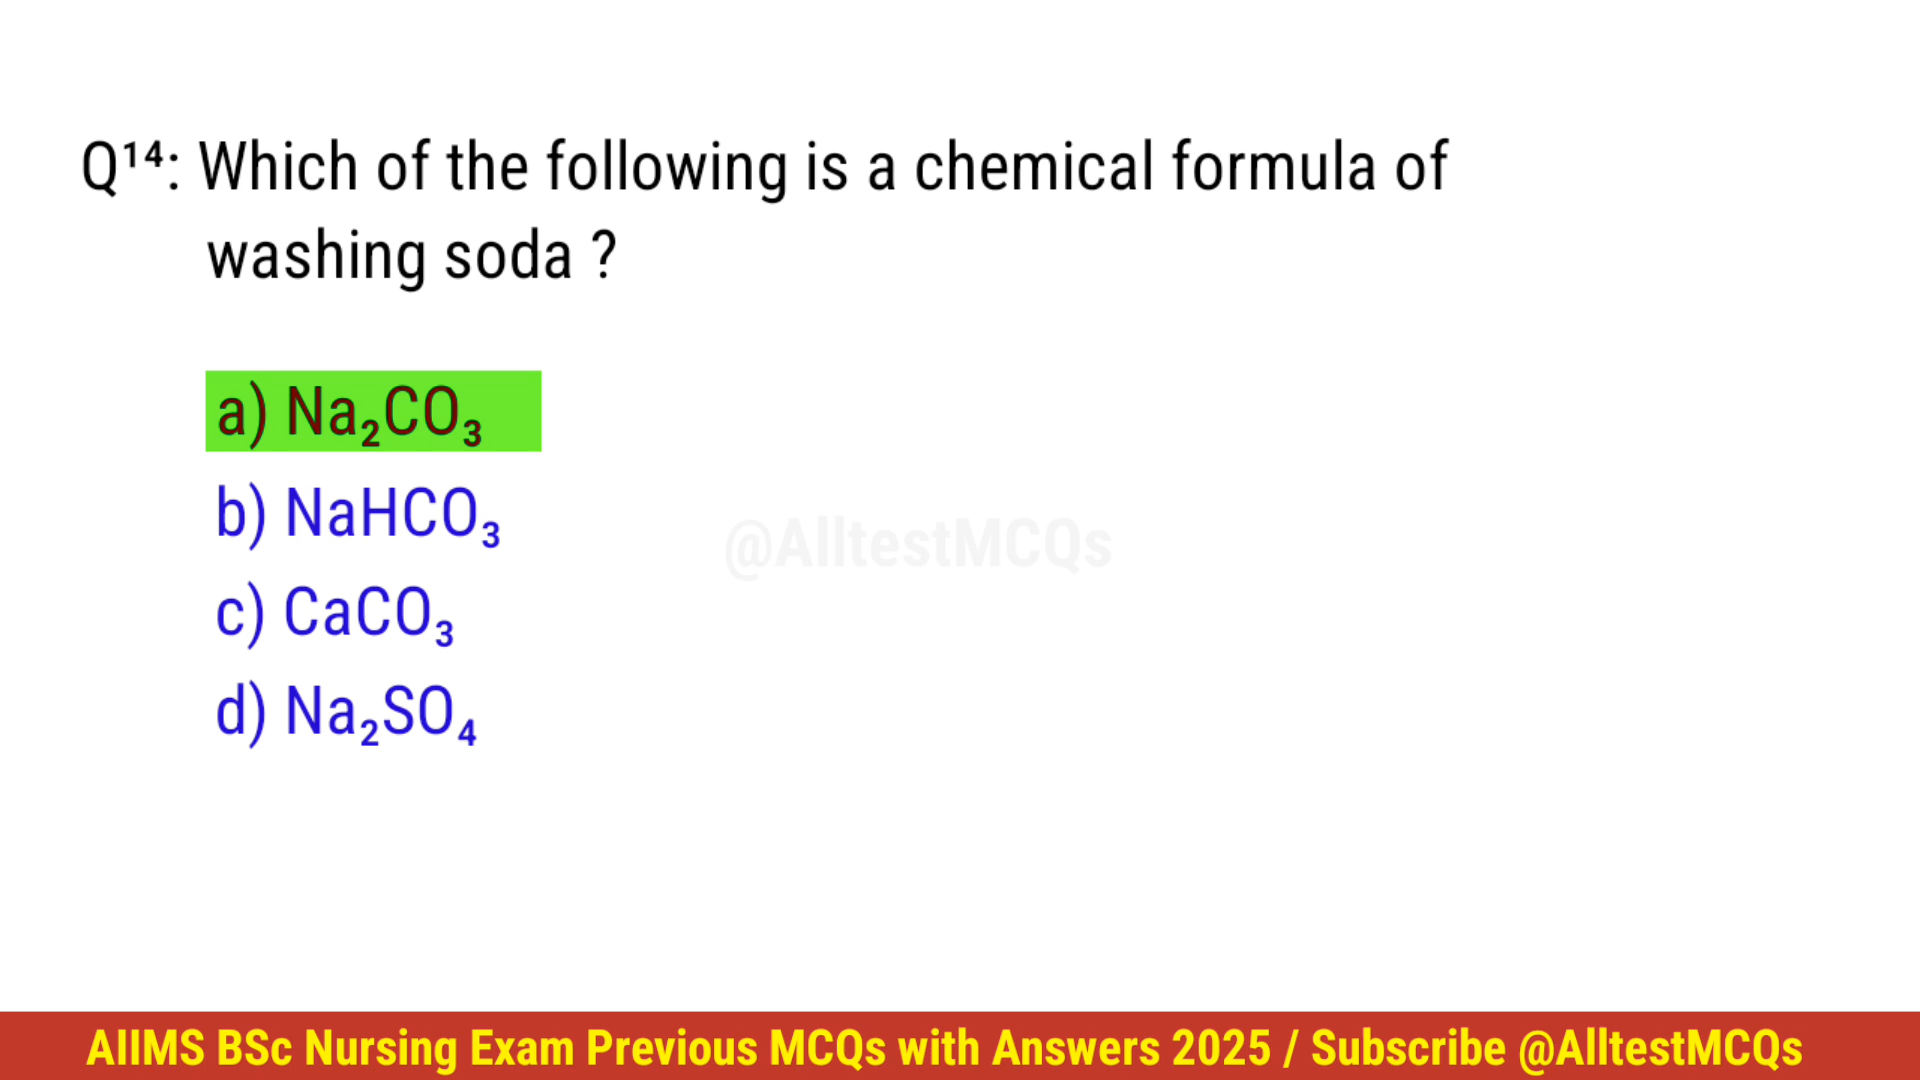 Q¹⁴: Which of the following is a chemical formula of
washing soda ?
a) Na₂CO₃
b) NaHCO₃
@AlltestMCQs
c) CaCO₃
d) Na₂SO₄
AIIMS BSc Nursing Exam Previous MCQs with Answers 2025 / Subscribe @AlltestMCQs